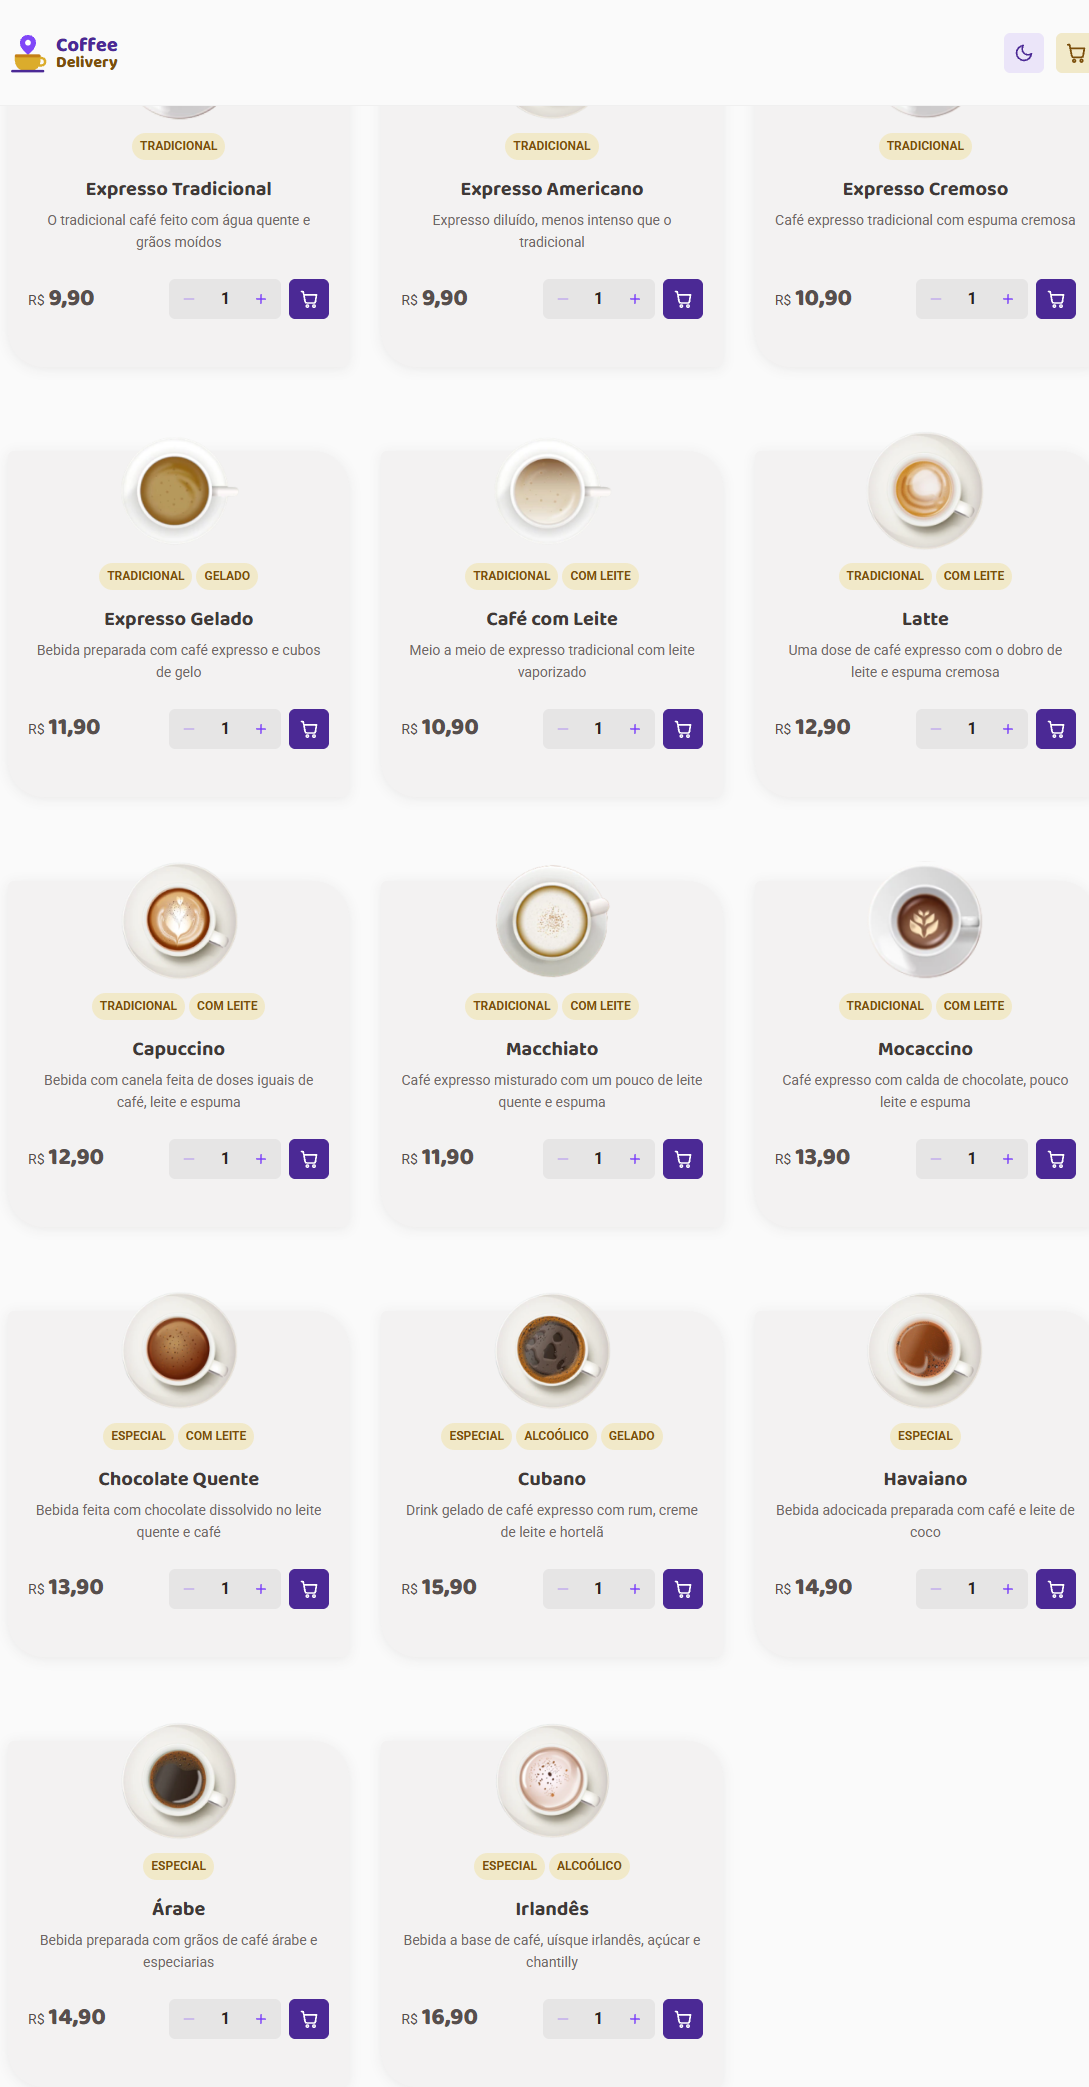 Coffee
Delivery
TRADICIONAL
Expresso Tradicional
O tradicional café feito com água quente e
grãos moídos
R$ 9,90
1
TRADICIONAL
Expresso Americano
Expresso diluído, menos intenso que o
tradicional
R$ 9,90
1
TRADICIONAL
Expresso Cremoso
Café expresso tradicional com espuma cremosa
R$ 10,90
1
TRADICIONAL GELADO
Expresso Gelado
Bebida preparada com café expresso e cubos
de gelo
R$ 11,90
1
TRADICIONAL COM LEITE
Café com Leite
Meio a meio de expresso tradicional com leite
vaporizado
R$ 10,90
1
TRADICIONAL COM LEITE
Latte
Uma dose de café expresso com o dobro de
leite e espuma cremosa
R$ 12,90
1
TRADICIONAL COM LEITE
Capuccino
Bebida com canela feita de doses iguais de
café, leite e espuma
R$ 12,90
1
TRADICIONAL COM LEITE
Macchiato
Café expresso misturado com um pouco de leite
quente e espuma
R$ 11,90
1
TRADICIONAL COM LEITE
Mocaccino
Café expresso com calda de chocolate, pouco
leite e espuma
R$ 13,90
1
ESPECIAL COM LEITE
Chocolate Quente
Bebida feita com chocolate dissolvido no leite
quente e café
R$ 13,90
1
ESPECIAL ALCOÓLICO GELADO
Cubano
Drink gelado de café expresso com rum, creme
de leite e hortelã
R$ 15,90
1
ESPECIAL
Havaiano
Bebida adocicada preparada com café e leite de
coco
R$ 14,90
1
ESPECIAL
Árabe
Bebida preparada com grãos de café árabe e
especiarias
R$ 14,90
1
ESPECIAL ALCOÓLICO
Irlandês
Bebida a base de café, uísque irlandês, açúcar e
chantilly
R$ 16,90
1